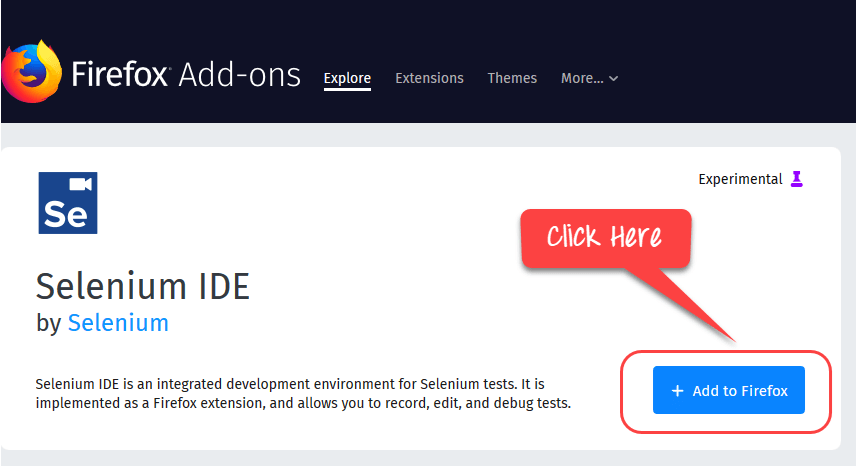 Firefox Add-ons Explore Extensions Themes More...
Experimental
Se
Click Here
Selenium IDE
by Selenium
Selenium IDE is an integrated development environment for Selenium tests. It is
implemented as a Firefox extension, and allows you to record, edit, and debug tests.
+ Add to Firefox